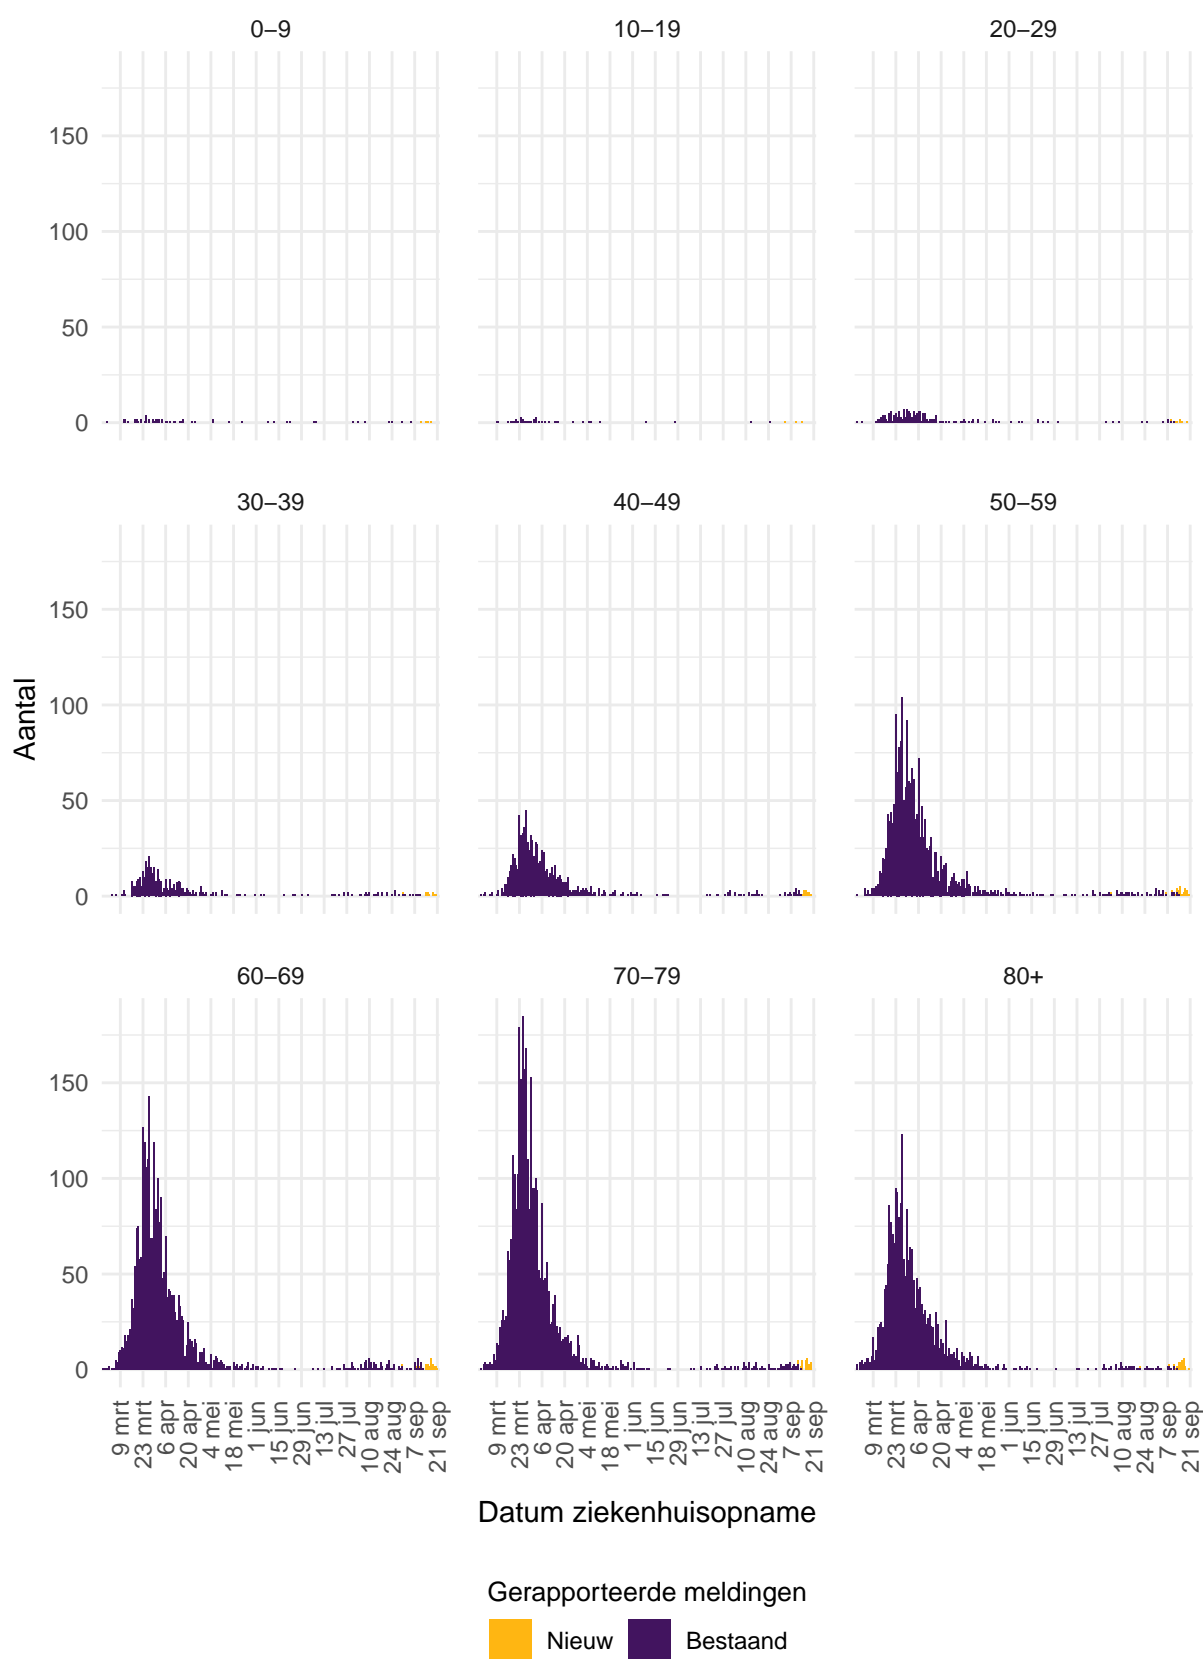 0–9 10–19 20–29
150
100
50
0
30–39 40–49 50–59
150
100
50
0
Aantal
60–69 70–79 80+
150
100
50
0
9 mrt 23 mrt 6 apr 20 apr 4 mei 18 mei 1 jun 15 jun 29 jun 13 jul 27 jul 10 aug 24 aug 7 sep 21 sep
9 mrt 23 mrt 6 apr 20 apr 4 mei 18 mei 1 jun 15 jun 29 jun 13 jul 27 jul 10 aug 24 aug 7 sep 21 sep
9 mrt 23 mrt 6 apr 20 apr 4 mei 18 mei 1 jun 15 jun 29 jun 13 jul 27 jul 10 aug 24 aug 7 sep 21 sep
Datum ziekenhuisopname
Gerapporteerde meldingen
Nieuw Bestaand